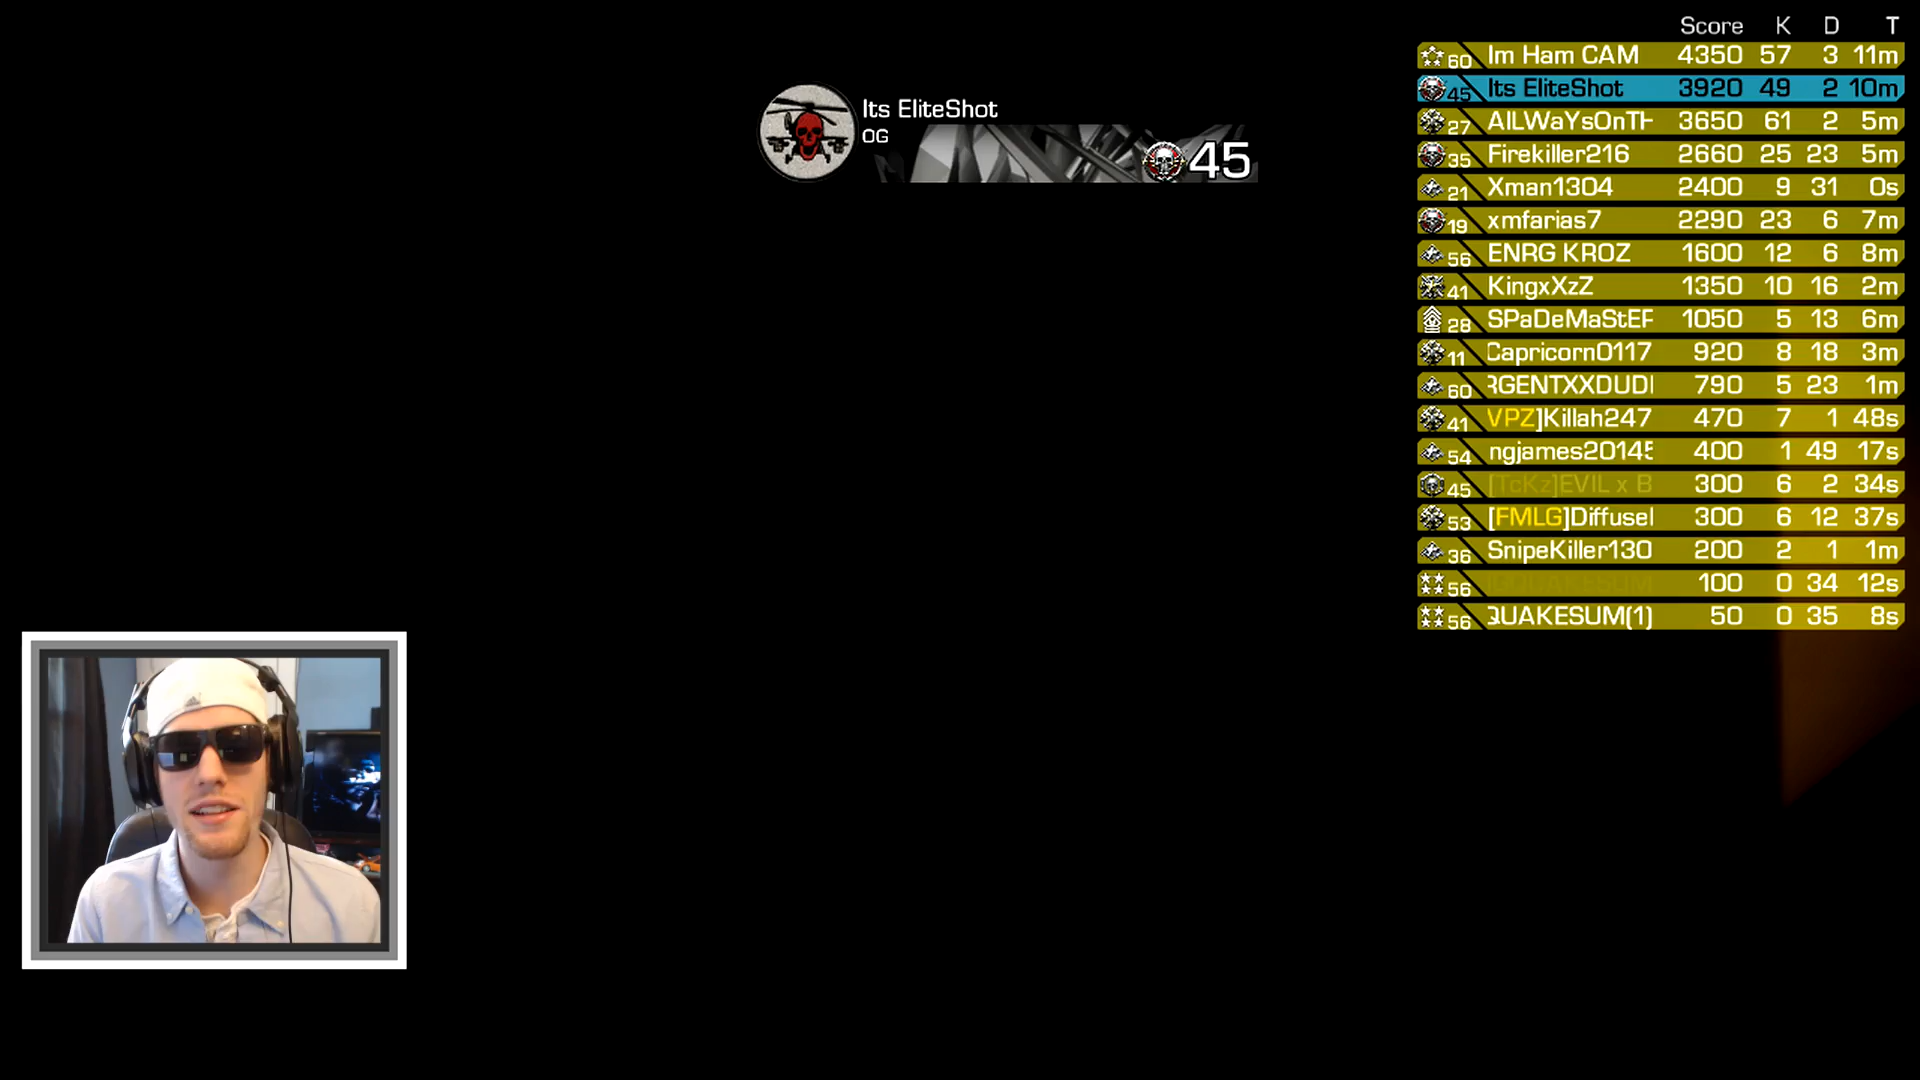 Score K D T
60 Im Ham CAM 4350 57 3 11m
45 Its EliteShot 3920 49 2 10m
27 AlLWaYsOnTH 3650 61 2 5m
35 Firekiller216 2660 25 23 5m
21 Xman1304 2400 9 31 0s
19 xmfarias7 2290 23 6 7m
56 ENRG KROZ 1600 12 6 8m
41 KingxXzZ 1350 10 16 2m
28 SPaDeMaStEF 1050 5 13 6m
11 Capricorn0117 920 8 18 3m
60 RGENTXXDUD 790 5 23 1m
41 VPZ]Killah247 470 7 1 48s
54 ngjames20145 400 1 49 17s
45 [TcKz]EVIL x B 300 6 2 34s
53 [FMLG]Diffusel 300 6 12 37s
36 SnipeKiller130 200 2 1 1m
56 100 0 34 12s
56 QUAKESUM(1) 50 0 35 8s
Its EliteShot
OG
45